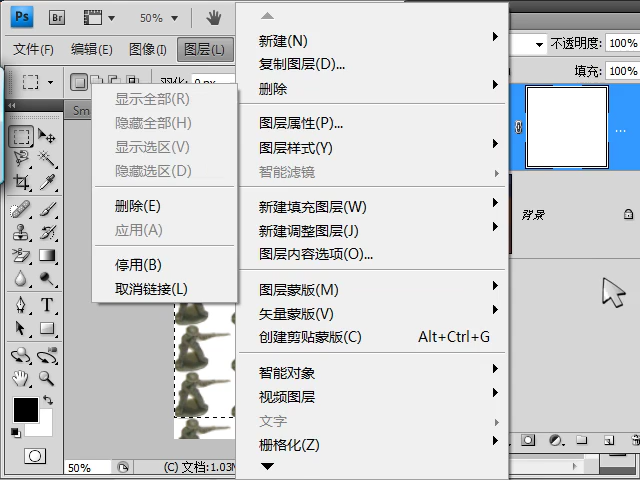 Ps Br 50%
文件(F) 编辑(E) 图像(I) 图层(L)
不透明度: 100%
填充: 100%
Sm
显示全部(R)
隐藏全部(H)
显示选区(V)
隐藏选区(D)
删除(E)
应用(A)
停用(B)
取消链接(L)
新建(N)
复制图层(D)...
删除
图层属性(P)...
图层样式(Y)
智能滤镜
新建填充图层(W)
新建调整图层(J)
图层内容选项(O)...
图层蒙版(M)
矢量蒙版(V)
创建剪贴蒙版(C) Alt+Ctrl+G
智能对象
视频图层
文字
栅格化(Z)
...
背景
T
50%
(C) 文档:1.03M